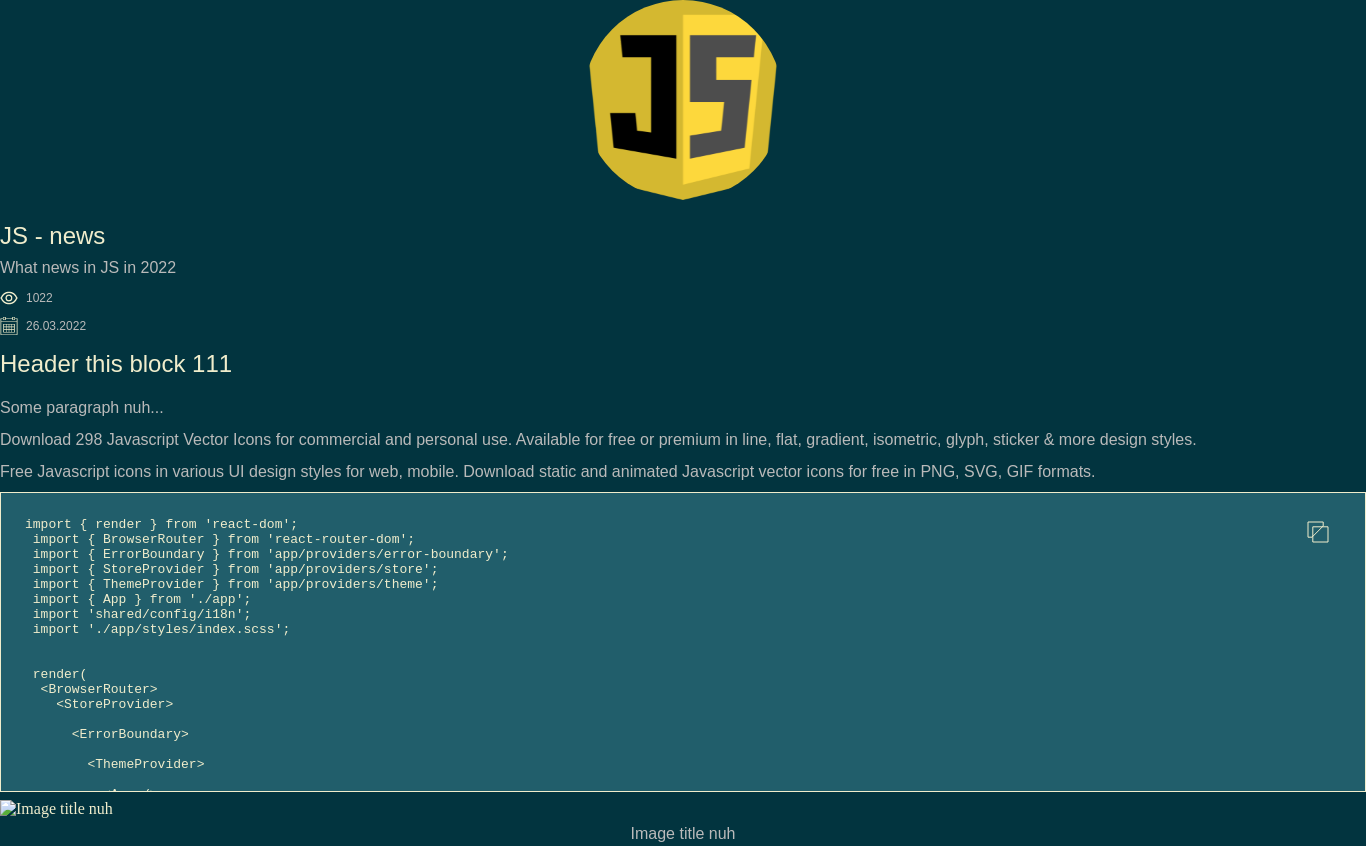 JS
JS - news
What news in JS in 2022
1022
26.03.2022
Header this block 111
Some paragraph nuh...
Download 298 Javascript Vector Icons for commercial and personal use. Available for free or premium in line, flat, gradient, isometric, glyph, sticker & more design styles.
Free Javascript icons in various UI design styles for web, mobile. Download static and animated Javascript vector icons for free in PNG, SVG, GIF formats.
import { render } from 'react-dom';
import { BrowserRouter } from 'react-router-dom';
import { ErrorBoundary } from 'app/providers/error-boundary';
import { StoreProvider } from 'app/providers/store';
import { ThemeProvider } from 'app/providers/theme';
import { App } from './app';
import 'shared/config/i18n';
import './app/styles/index.scss';
render(
<BrowserRouter>
<StoreProvider>
<ErrorBoundary>
<ThemeProvider>
Image title nuh
Image title nuh